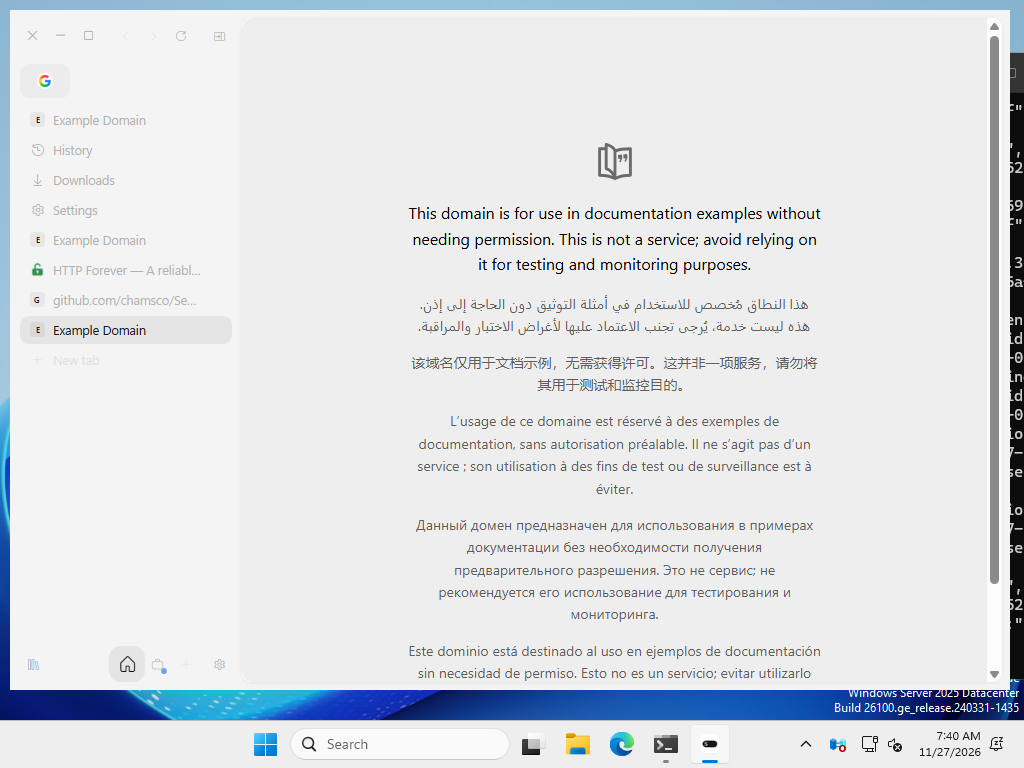 E Example Domain
History
Downloads
Settings
E Example Domain
HTTP Forever — A reliabl...
G github.com/chamsco/Se...
E Example Domain
New tab
This domain is for use in documentation examples without
needing permission. This is not a service; avoid relying on
it for testing and monitoring purposes.
هذا النطاق مُخصص للاستخدام في أمثلة التوثيق دون الحاجة إلى إذن.
هذه ليست خدمة، يُرجى تجنب الاعتماد عليها لأغراض الاختبار والمراقبة.
该域名仅用于文档示例，无需获得许可。这并非一项服务，请勿将
其用于测试和监控目的。
L’usage de ce domaine est réservé à des exemples de
documentation, sans autorisation préalable. Il ne s’agit pas d’un
service ; son utilisation à des fins de test ou de surveillance est à
éviter.
Данный домен предназначен для использования в примерах
документации без необходимости получения
предварительного разрешения. Это не сервис; не
рекомендуется его использование для тестирования и
мониторинга.
Este dominio está destinado al uso en ejemplos de documentación
sin necesidad de permiso. Esto no es un servicio; evitar utilizarlo
Windows Server 2025 Datacenter
Build 26100.ge_release.240331-1435
Search
7:40 AM
11/27/2026